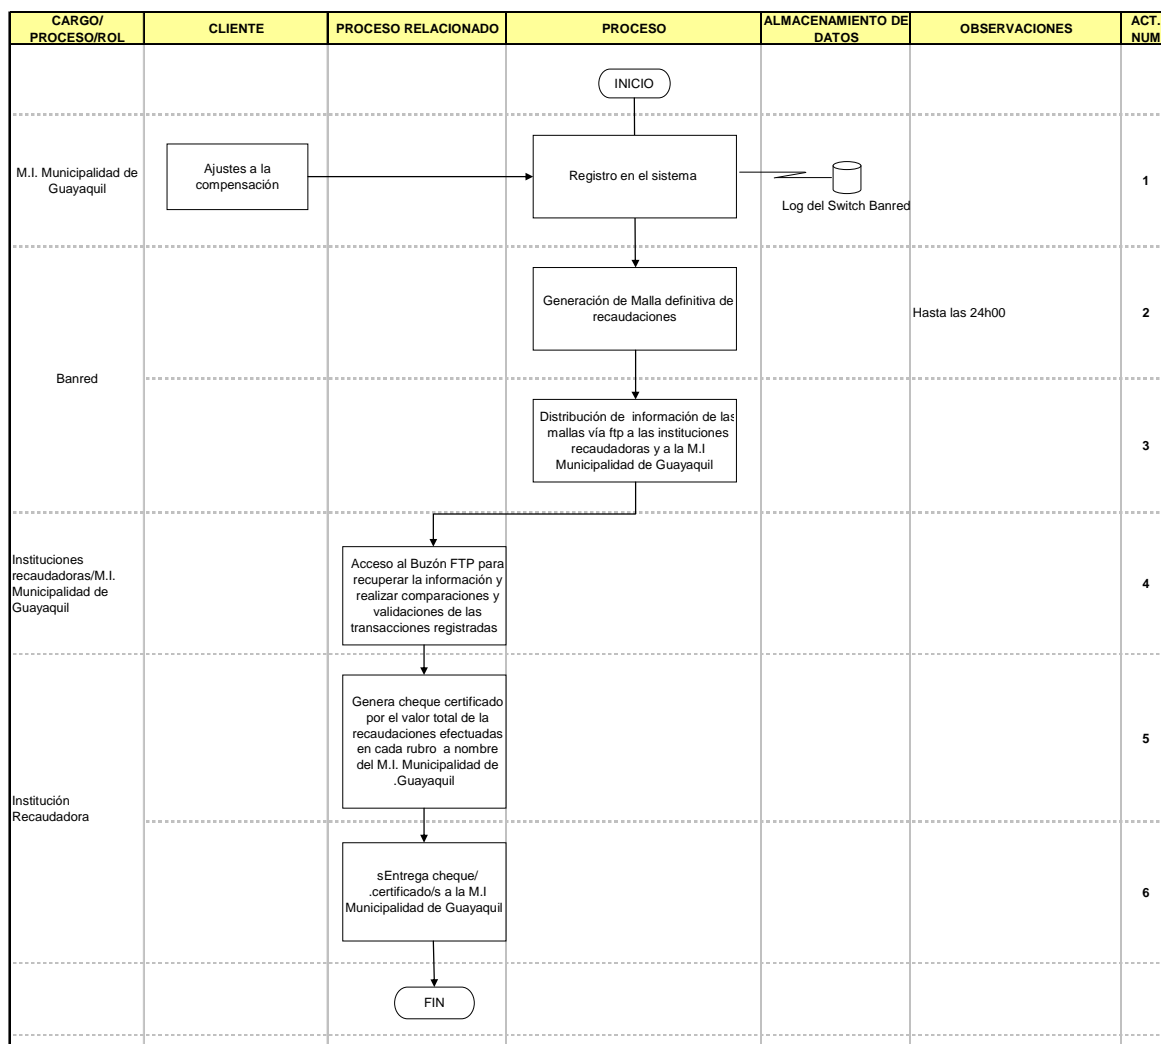 CARGO/
PROCESO/ROL
CLIENTE
PROCESO RELACIONADO
PROCESO
ALMACENAMIENTO DE
DATOS
OBSERVACIONES
ACT.
NUM
INICIO
M.I. Municipalidad de
Guayaquil
Ajustes a la
compensación
Registro en el sistema
Log del Switch Banred
1
Banred
Generación de Malla definitiva de
recaudaciones
Hasta las 24h00
2
Distribución de información de las
mallas vía ftp a las instituciones
recaudadoras y a la M.I
Municipalidad de Guayaquil
3
Instituciones
recaudadoras/M.I.
Municipalidad de
Guayaquil
Acceso al Buzón FTP para
recuperar la información y
realizar comparaciones y
validaciones de las
transacciones registradas
4
Institución
Recaudadora
Genera cheque certificado
por el valor total de la
recaudaciones efectuadas
en cada rubro a nombre
del M.I. Municipalidad de
.Guayaquil
5
sEntrega cheque/
.certificado/s a la M.I
Municipalidad de Guayaquil
6
FIN